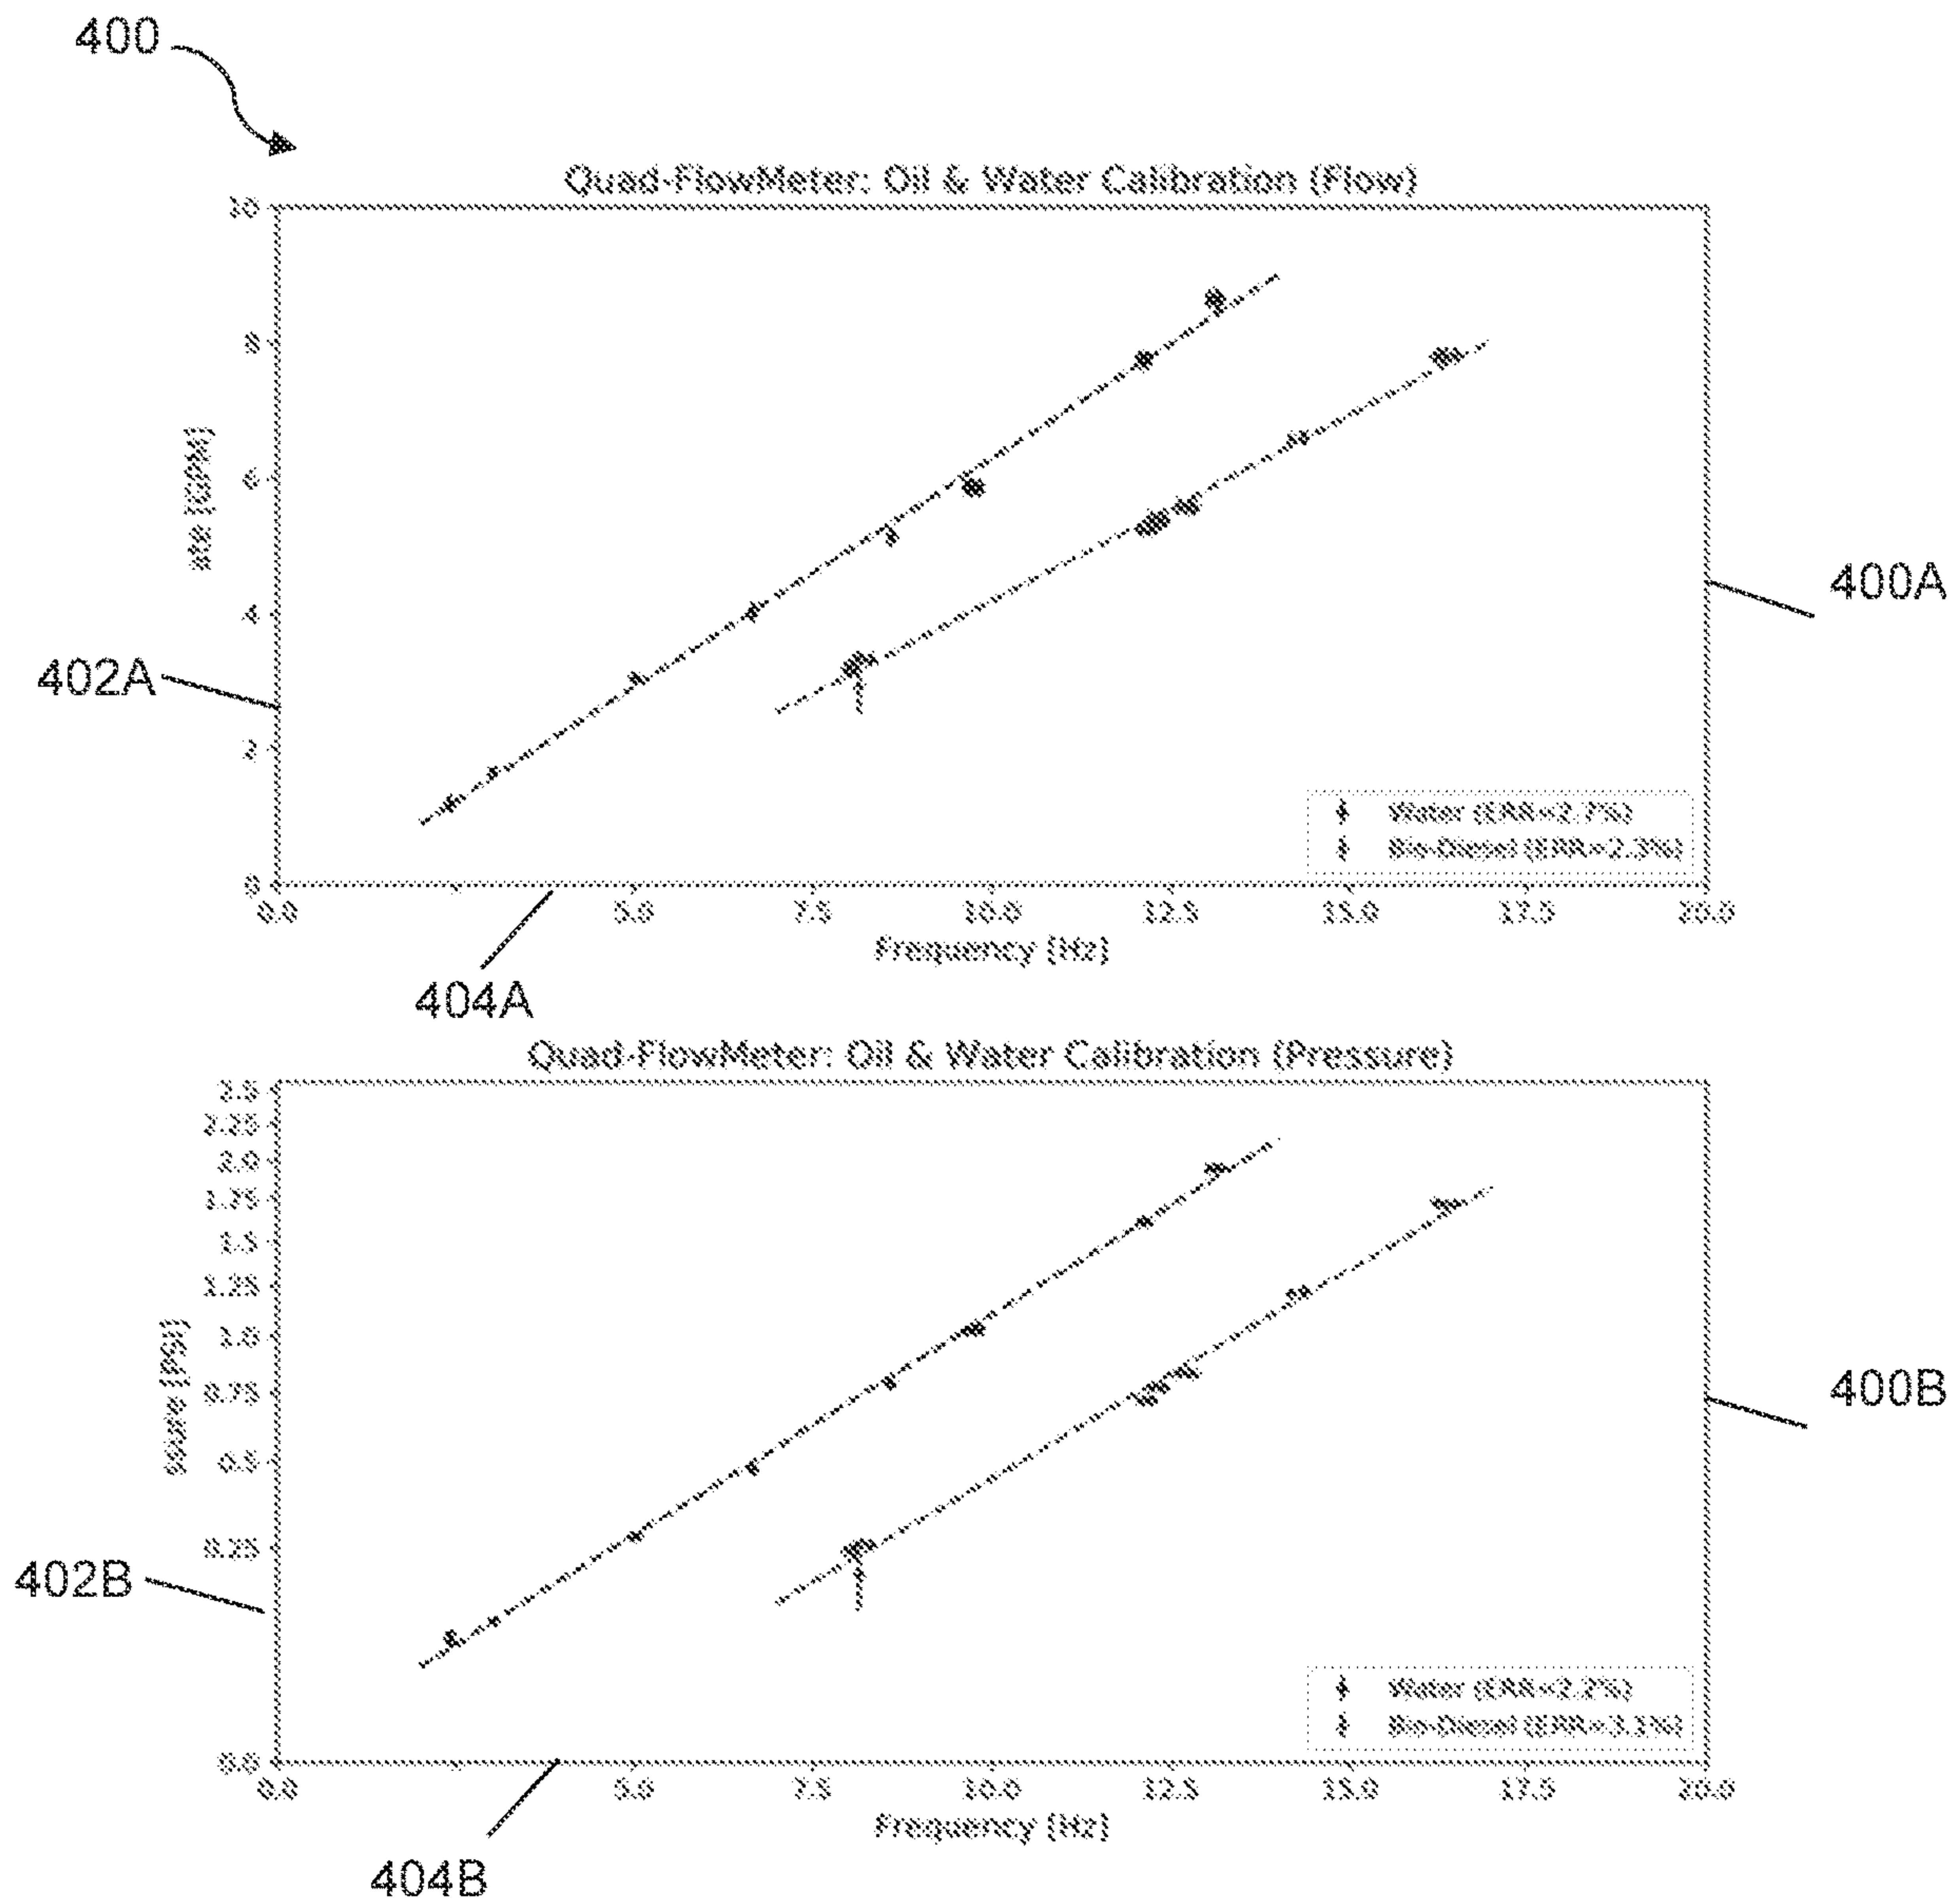 400
Quad-FlowMeter: Oil & Water Calibration (Flow)
10
8
6
4
2
0
ate [GPM]
402A
400A
Water (ERR=2.7%)
Bio-Diesel (ERR=2.3%)
0.0 5.0 7.5 10.0 12.5 15.0 17.5 20.0
Frequency [Hz]
404A
Quad-FlowMeter: Oil & Water Calibration (Pressure)
2.5
2.25
2.0
1.75
1.5
1.25
1.0
0.75
0.5
0.25
0.0
ssure [PSI]
402B
400B
Water (ERR=2.2%)
Bio-Diesel (ERR=3.1%)
0.0 5.0 7.5 10.0 12.5 15.0 17.5 20.0
Frequency [Hz]
404B